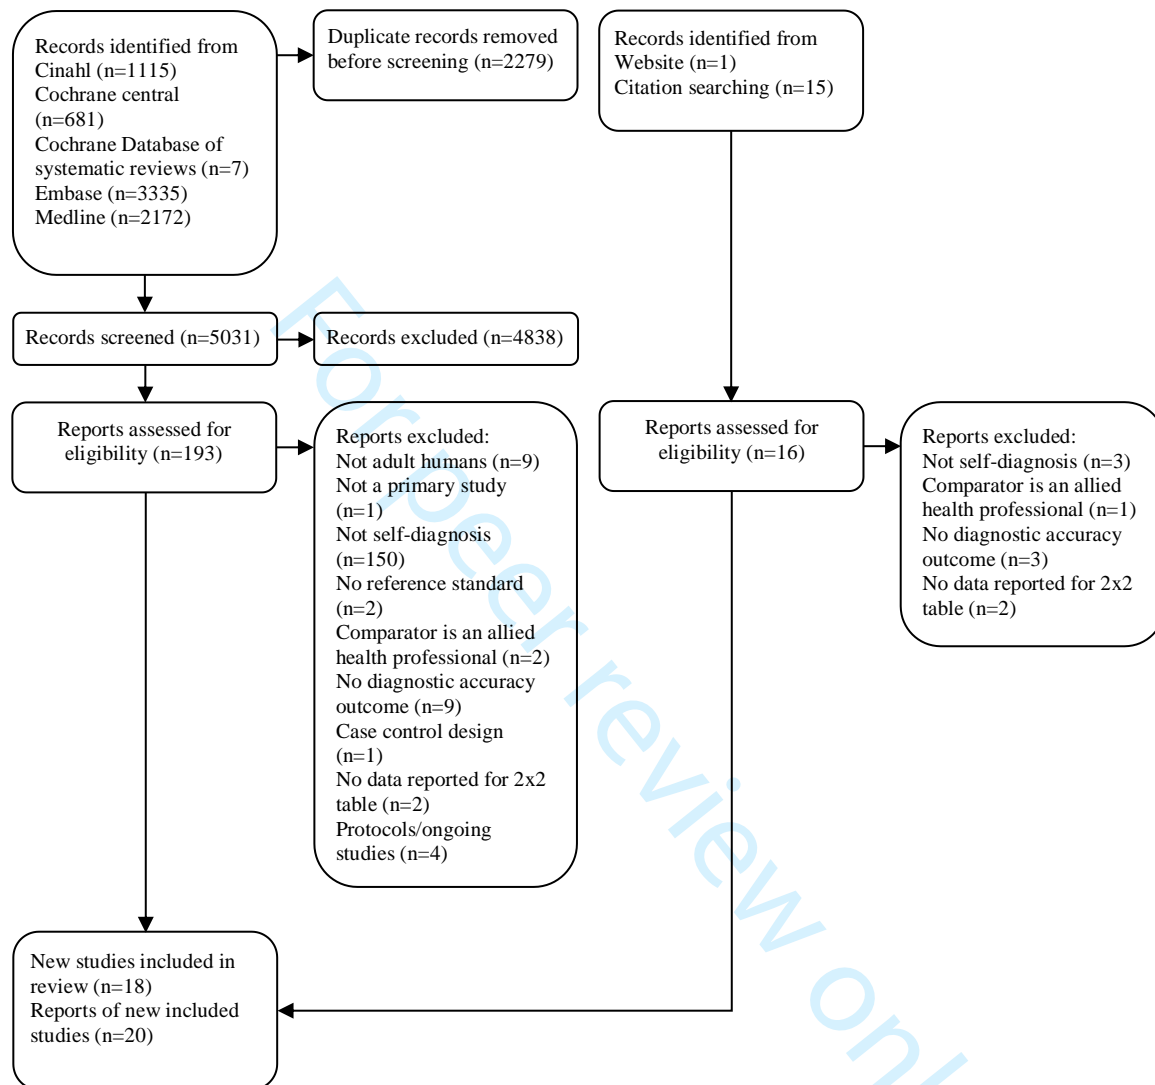 Records identified from
Cinahl (n=1115)
Cochrane central
(n=681)
Cochrane Database of
systematic reviews (n=7)
Embase (n=3335)
Medline (n=2172)
Duplicate records removed
before screening (n=2279)
Records identified from
Website (n=1)
Citation searching (n=15)
Records screened (n=5031)
Records excluded (n=4838)
Reports assessed for
eligibility (n=193)
Reports excluded:
Not adult humans (n=9)
Not a primary study
(n=1)
Not self-diagnosis
(n=150)
No reference standard
(n=2)
Comparator is an allied
health professional (n=2)
No diagnostic accuracy
outcome (n=9)
Case control design
(n=1)
No data reported for 2x2
table (n=2)
Protocols/ongoing
studies (n=4)
Reports assessed for
eligibility (n=16)
Reports excluded:
Not self-diagnosis (n=3)
Comparator is an allied
health professional (n=1)
No diagnostic accuracy
outcome (n=3)
No data reported for 2x2
table (n=2)
New studies included in
review (n=18)
Reports of new included
studies (n=20)
For peer review onl